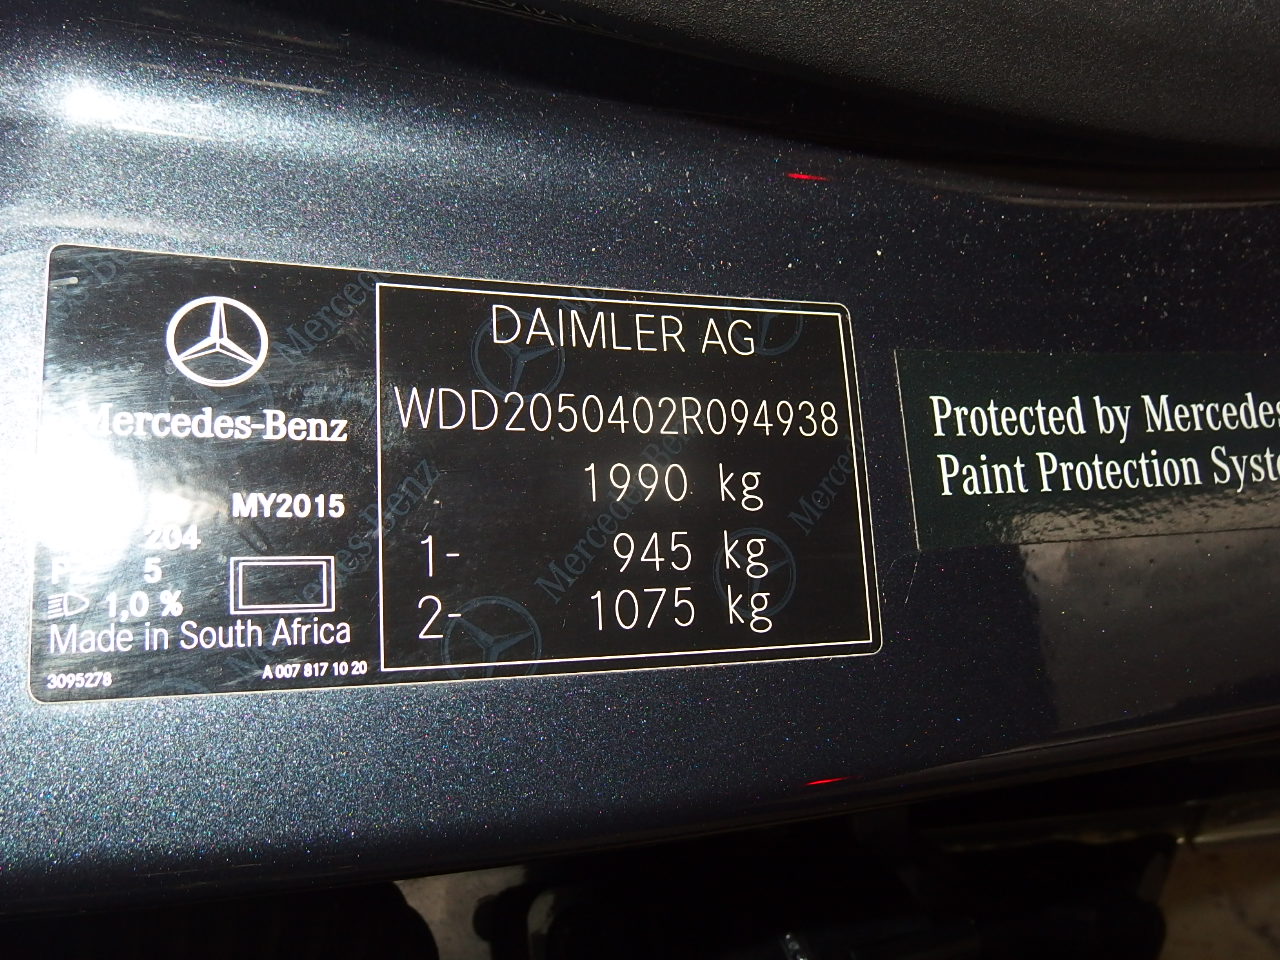 Mercedes-Benz
MY2015
204
5
1,0 %
Made in South Africa
3095278
A 007 817 10 20
DAIMLER AG
WDD2050402R094938
1990 kg
1- 945 kg
2- 1075 kg
Protected by Mercedes
Paint Protection Syste